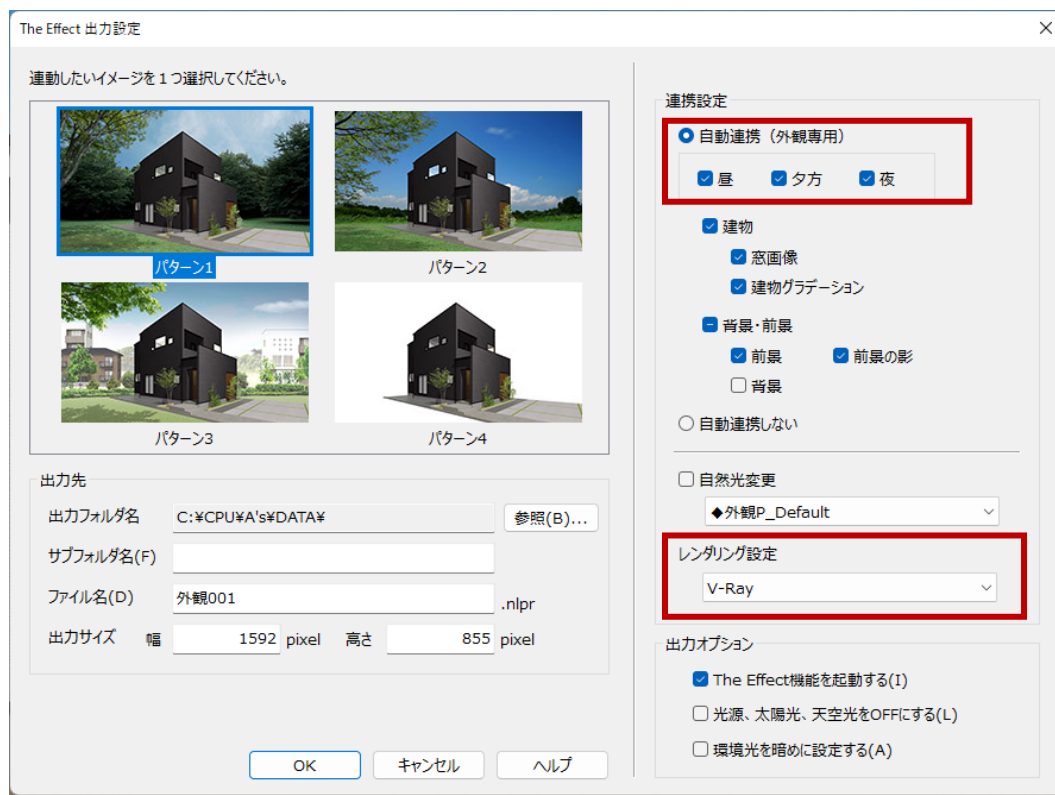 The Effect 出力設定
連動したいイメージを１つ選択してください。
パターン1
パターン2
パターン3
パターン4
出力先
出力フォルダ名 C:¥CPU¥A's¥DATA¥ 参照(B)...
サブフォルダ名(F)
ファイル名(D) 外観001 .nlpr
出力サイズ 幅 1592 pixel 高さ 855 pixel
OK キャンセル ヘルプ
連携設定
自動連携（外観専用）
昼 夕方 夜
建物
窓画像
建物グラデーション
背景・前景
前景 前景の影
背景
自動連携しない
自然光変更
◆外観P_Default
レンダリング設定
V-Ray
出力オプション
The Effect機能を起動する(I)
光源、太陽光、天空光をOFFにする(L)
環境光を暗めに設定する(A)